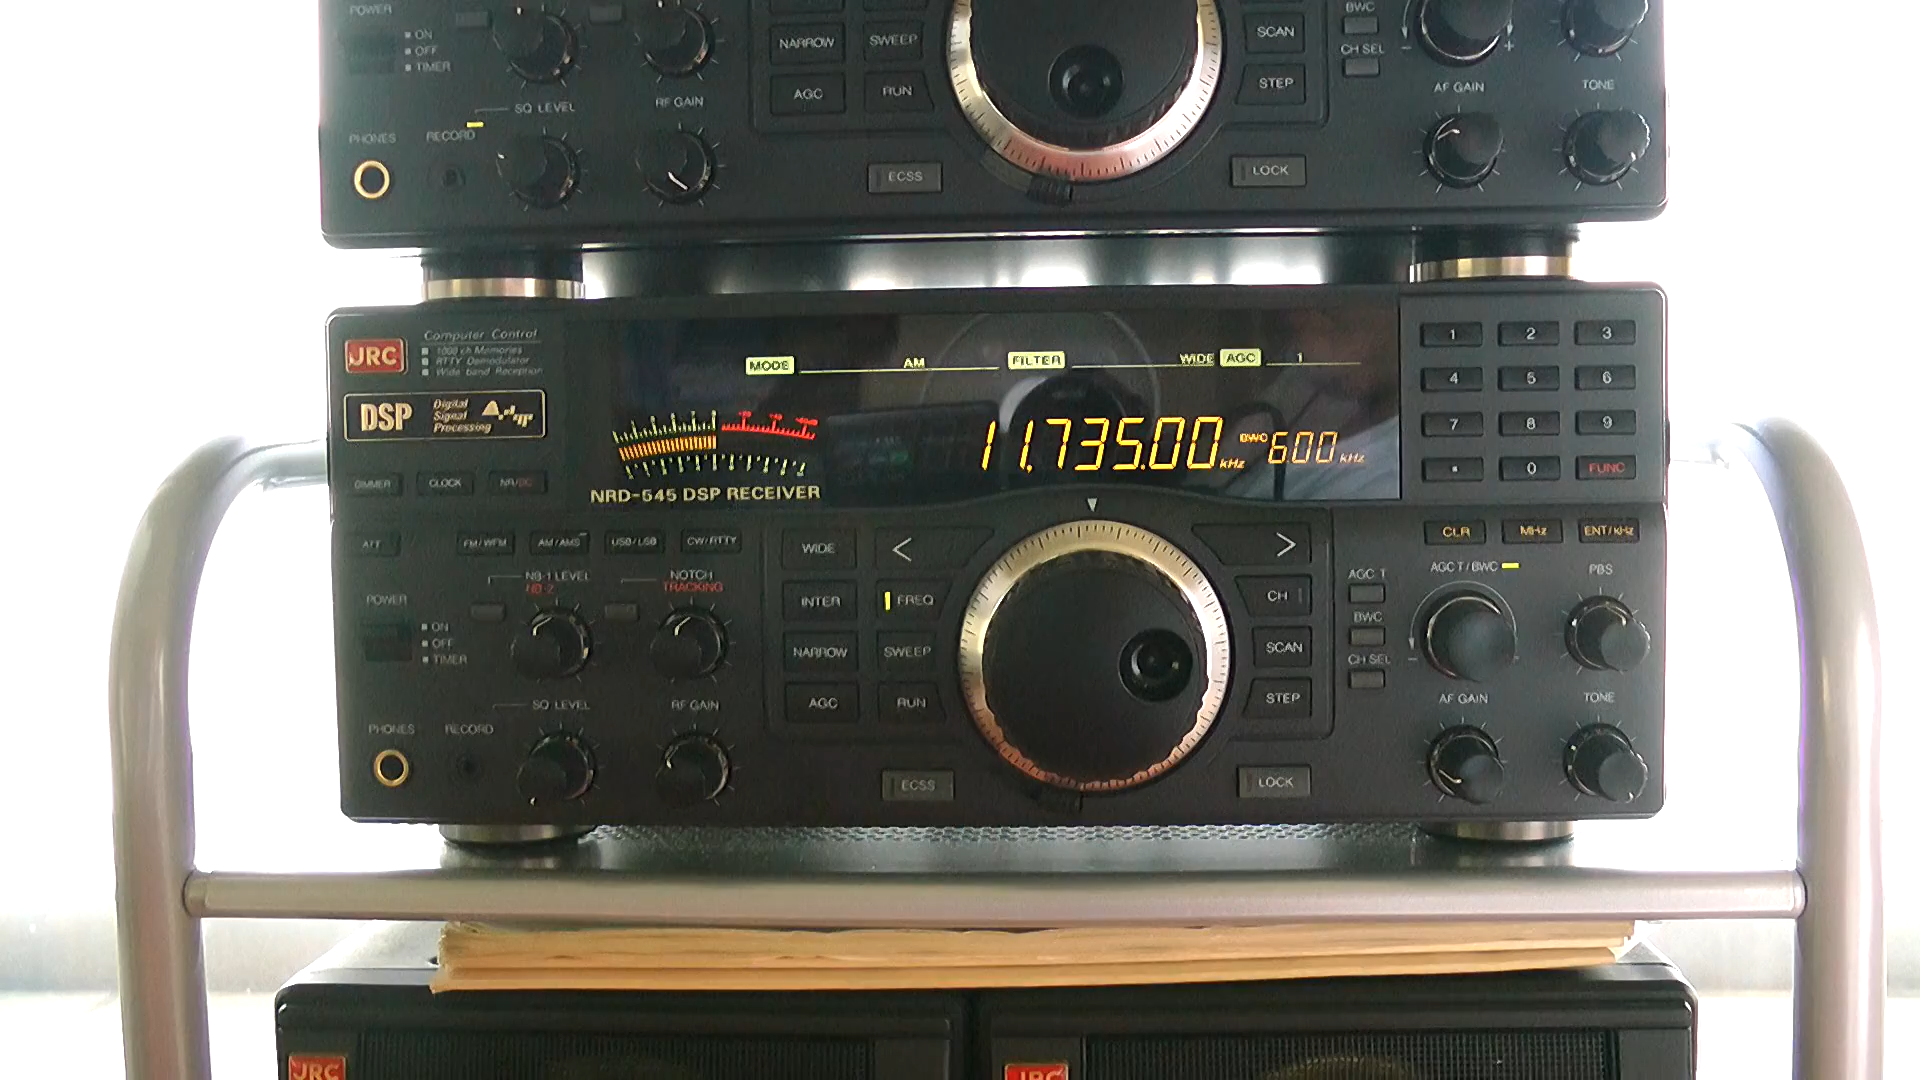 POWER
ON
OFF
TIMER
NARROW
SWEEP
SCAN
BWC
CH SEL
AGC
RUN
STEP
AF GAIN
TONE
SQ LEVEL
RF GAIN
PHONES
RECORD
ECSS
LOCK
JRC
Computer Control
1000 ch Memories
RTTY Demodulator
Wide band Reception
DSP
Digital
Signal
Processing
MODE AM FILTER WIDE AGC 1
11,735.00 kHz BWC 600 kHz
NRD-545 DSP RECEIVER
1 2 3
4 5 6
7 8 9
0 FUNC
DIMMER CLOCK NR/BC
ATT FM/WFM AM/AMS USB/LSB CW/RTTY
WIDE < >
CLR MHz ENT/kHz
NB-1 LEVEL
NB-2
NOTCH
TRACKING
AGC T
AGC T/BWC
PBS
POWER
ON
OFF
TIMER
INTER
FREQ
CH
BWC
NARROW
SWEEP
SCAN
CH SEL
AGC
RUN
STEP
SQ LEVEL
RF GAIN
AF GAIN
TONE
PHONES
RECORD
ECSS
LOCK
JRC
JRC